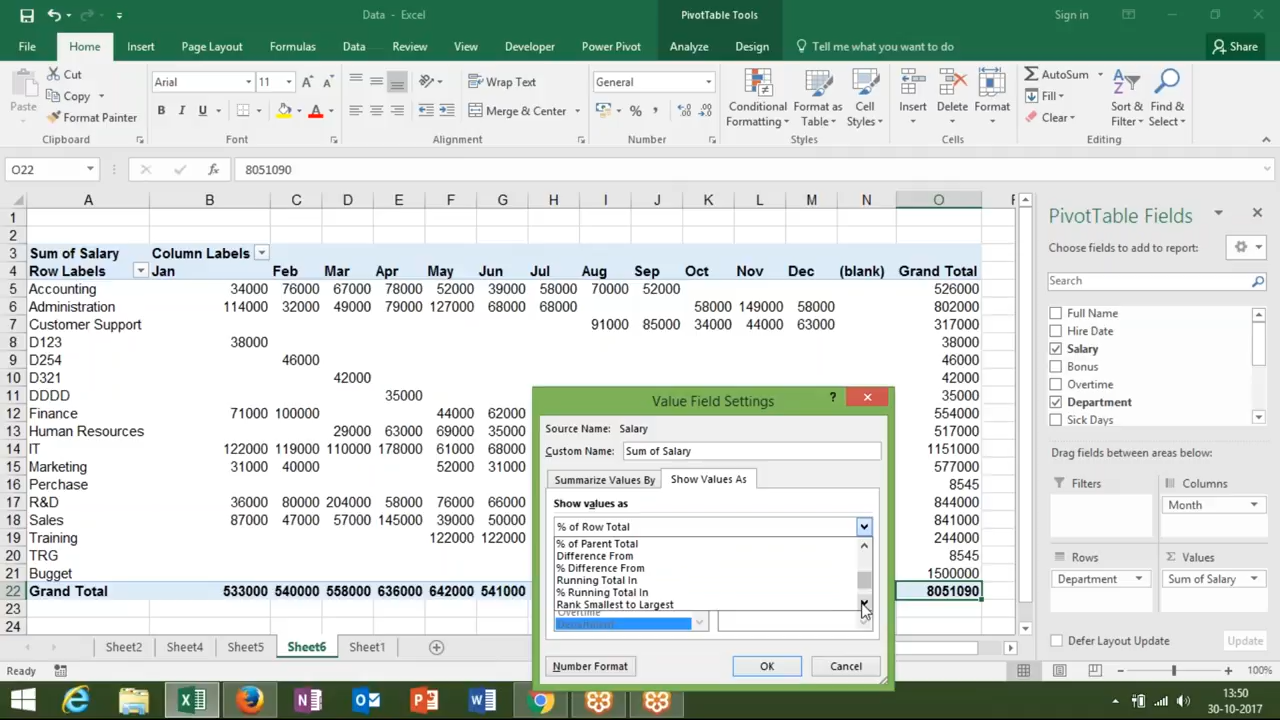 Data - Excel
PivotTable Tools
Sign in
File Home Insert Page Layout Formulas Data Review View Developer Power Pivot Analyze Design Tell me what you want to do Share
Paste
Cut
Copy
Format Painter
Clipboard
Arial 11
B I U
Font
Wrap Text
Merge & Center
Alignment
General
Number
Conditional Formatting
Format as Table
Cell Styles
Styles
Insert Delete Format
Cells
AutoSum
Fill
Clear
Sort & Filter
Find & Select
Editing
O22 8051090
A B C D E F G H I J K L M N O
1
2
3 Sum of Salary Column Labels
4 Row Labels Jan Feb Mar Apr May Jun Jul Aug Sep Oct Nov Dec (blank) Grand Total
5 Accounting 34000 76000 67000 78000 52000 39000 58000 70000 52000 526000
6 Administration 114000 32000 49000 79000 127000 68000 68000 58000 149000 58000 802000
7 Customer Support 91000 85000 34000 44000 63000 317000
8 D123 38000 38000
9 D254 46000 46000
10 D321 42000 42000
11 DDDD 35000 35000
12 Finance 71000 100000 44000 62000 554000
13 Human Resources 29000 63000 69000 35000 517000
14 IT 122000 119000 110000 178000 61000 68000 1151000
15 Marketing 31000 40000 52000 31000 577000
16 Perchase 8545
17 R&D 36000 80000 204000 58000 76000 66000 844000
18 Sales 87000 47000 57000 145000 39000 50000 841000
19 Training 122000 122000 244000
20 TRG 8545
21 Bugget 1500000
22 Grand Total 533000 540000 558000 636000 642000 541000 8051090
23
24
Value Field Settings ?
Source Name: Salary
Custom Name: Sum of Salary
Summarize Values By Show Values As
Show values as
% of Row Total
% of Parent Total
Difference From
% Difference From
Running Total In
% Running Total In
Rank Smallest to Largest
Overtime
Department
Number Format OK Cancel
PivotTable Fields
Choose fields to add to report:
Search
Full Name
Hire Date
Salary
Bonus
Overtime
Department
Sick Days
Drag fields between areas below:
Filters Columns
Month
Rows Values
Department Sum of Salary
Defer Layout Update Update
Sheet2 Sheet4 Sheet5 Sheet6 Sheet1
Ready
100%
13:50
30-10-2017